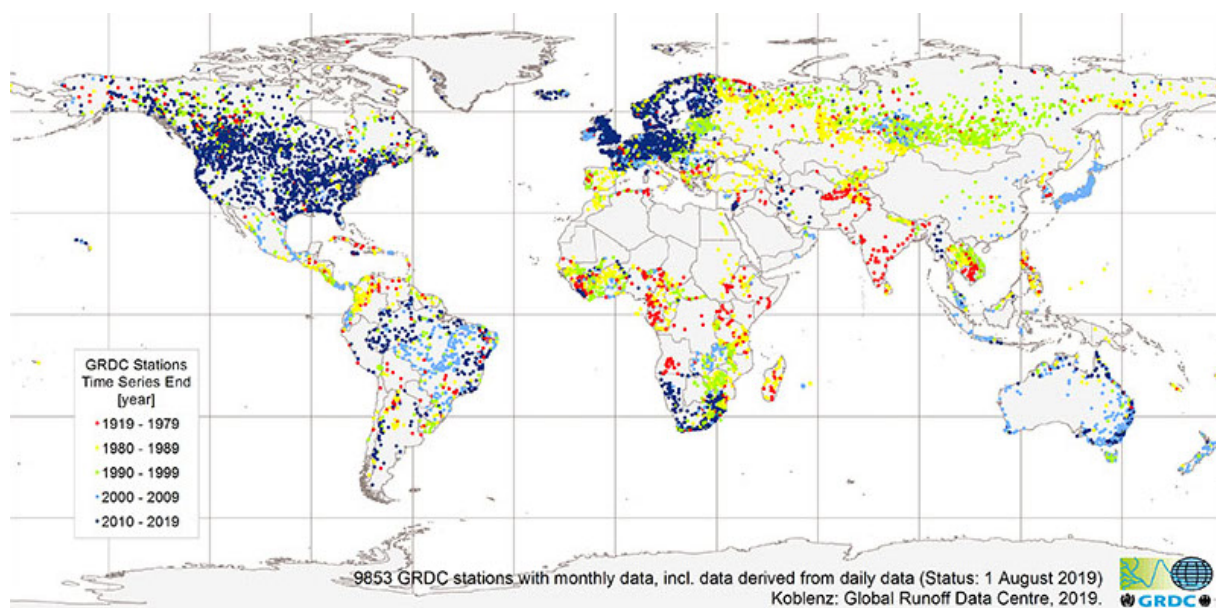 GRDC Stations
Time Series End
[year]
1919 - 1979
1980 - 1989
1990 - 1999
2000 - 2009
2010 - 2019
9853 GRDC stations with monthly data, incl. data derived from daily data (Status: 1 August 2019)
Koblenz: Global Runoff Data Centre, 2019.
GRDC